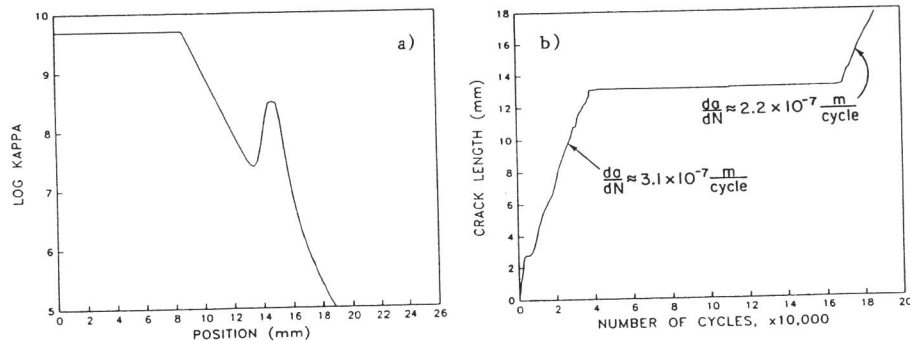 a)
10
9
8
7
6
5
LOG KAPPA
0 2 4 6 8 10 12 14 16 18 20 22 24 26
POSITION (mm)
b)
18
16
14
12
10
8
6
4
2
0
CRACK LENGTH (mm)
da/dN ≈ 2.2 × 10⁻⁷ m/cycle
da/dN ≈ 3.1 × 10⁻⁷ m/cycle
0 2 4 6 8 10 12 14 16 18 20
NUMBER OF CYCLES, x10,000